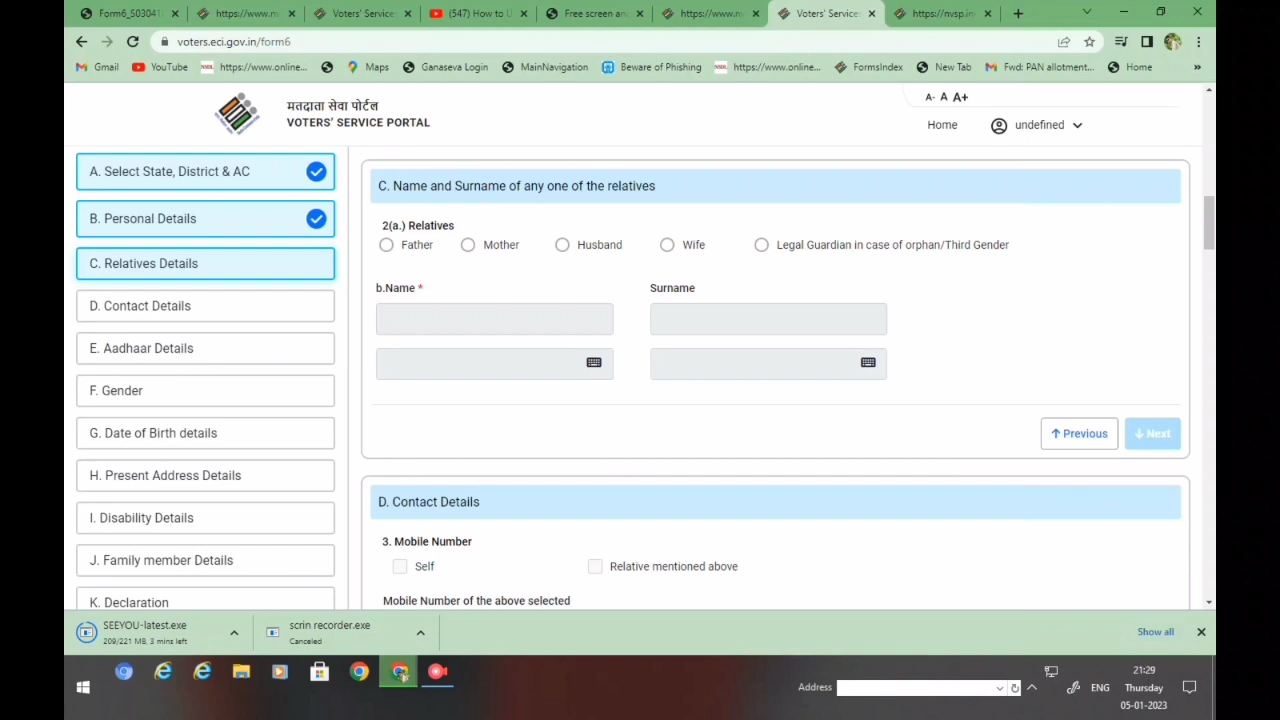 Form6_S03041
https://www.n
Voters' Service
(547) How to U
Free screen an
https://www.n
Voters' Service
https://nvsp.in
voters.eci.gov.in/form6
Gmail YouTube https://www.online... Maps Ganaseva Login MainNavigation Beware of Phishing https://www.online... FormsIndex New Tab Fwd: PAN allotment... Home »
मतदाता सेवा पोर्टल
VOTERS' SERVICE PORTAL
A- A A+
Home undefined
A. Select State, District & AC
B. Personal Details
C. Relatives Details
D. Contact Details
E. Aadhaar Details
F. Gender
G. Date of Birth details
H. Present Address Details
I. Disability Details
J. Family member Details
K. Declaration
C. Name and Surname of any one of the relatives
2(a.) Relatives
Father Mother Husband Wife Legal Guardian in case of orphan/Third Gender
b.Name * Surname
Previous Next
D. Contact Details
3. Mobile Number
Self Relative mentioned above
Mobile Number of the above selected
SEEYOU-latest.exe
209/221 MB, 3 mins left
scrin recorder.exe
Canceled
Show all
Address
ENG
21:29
Thursday
05-01-2023